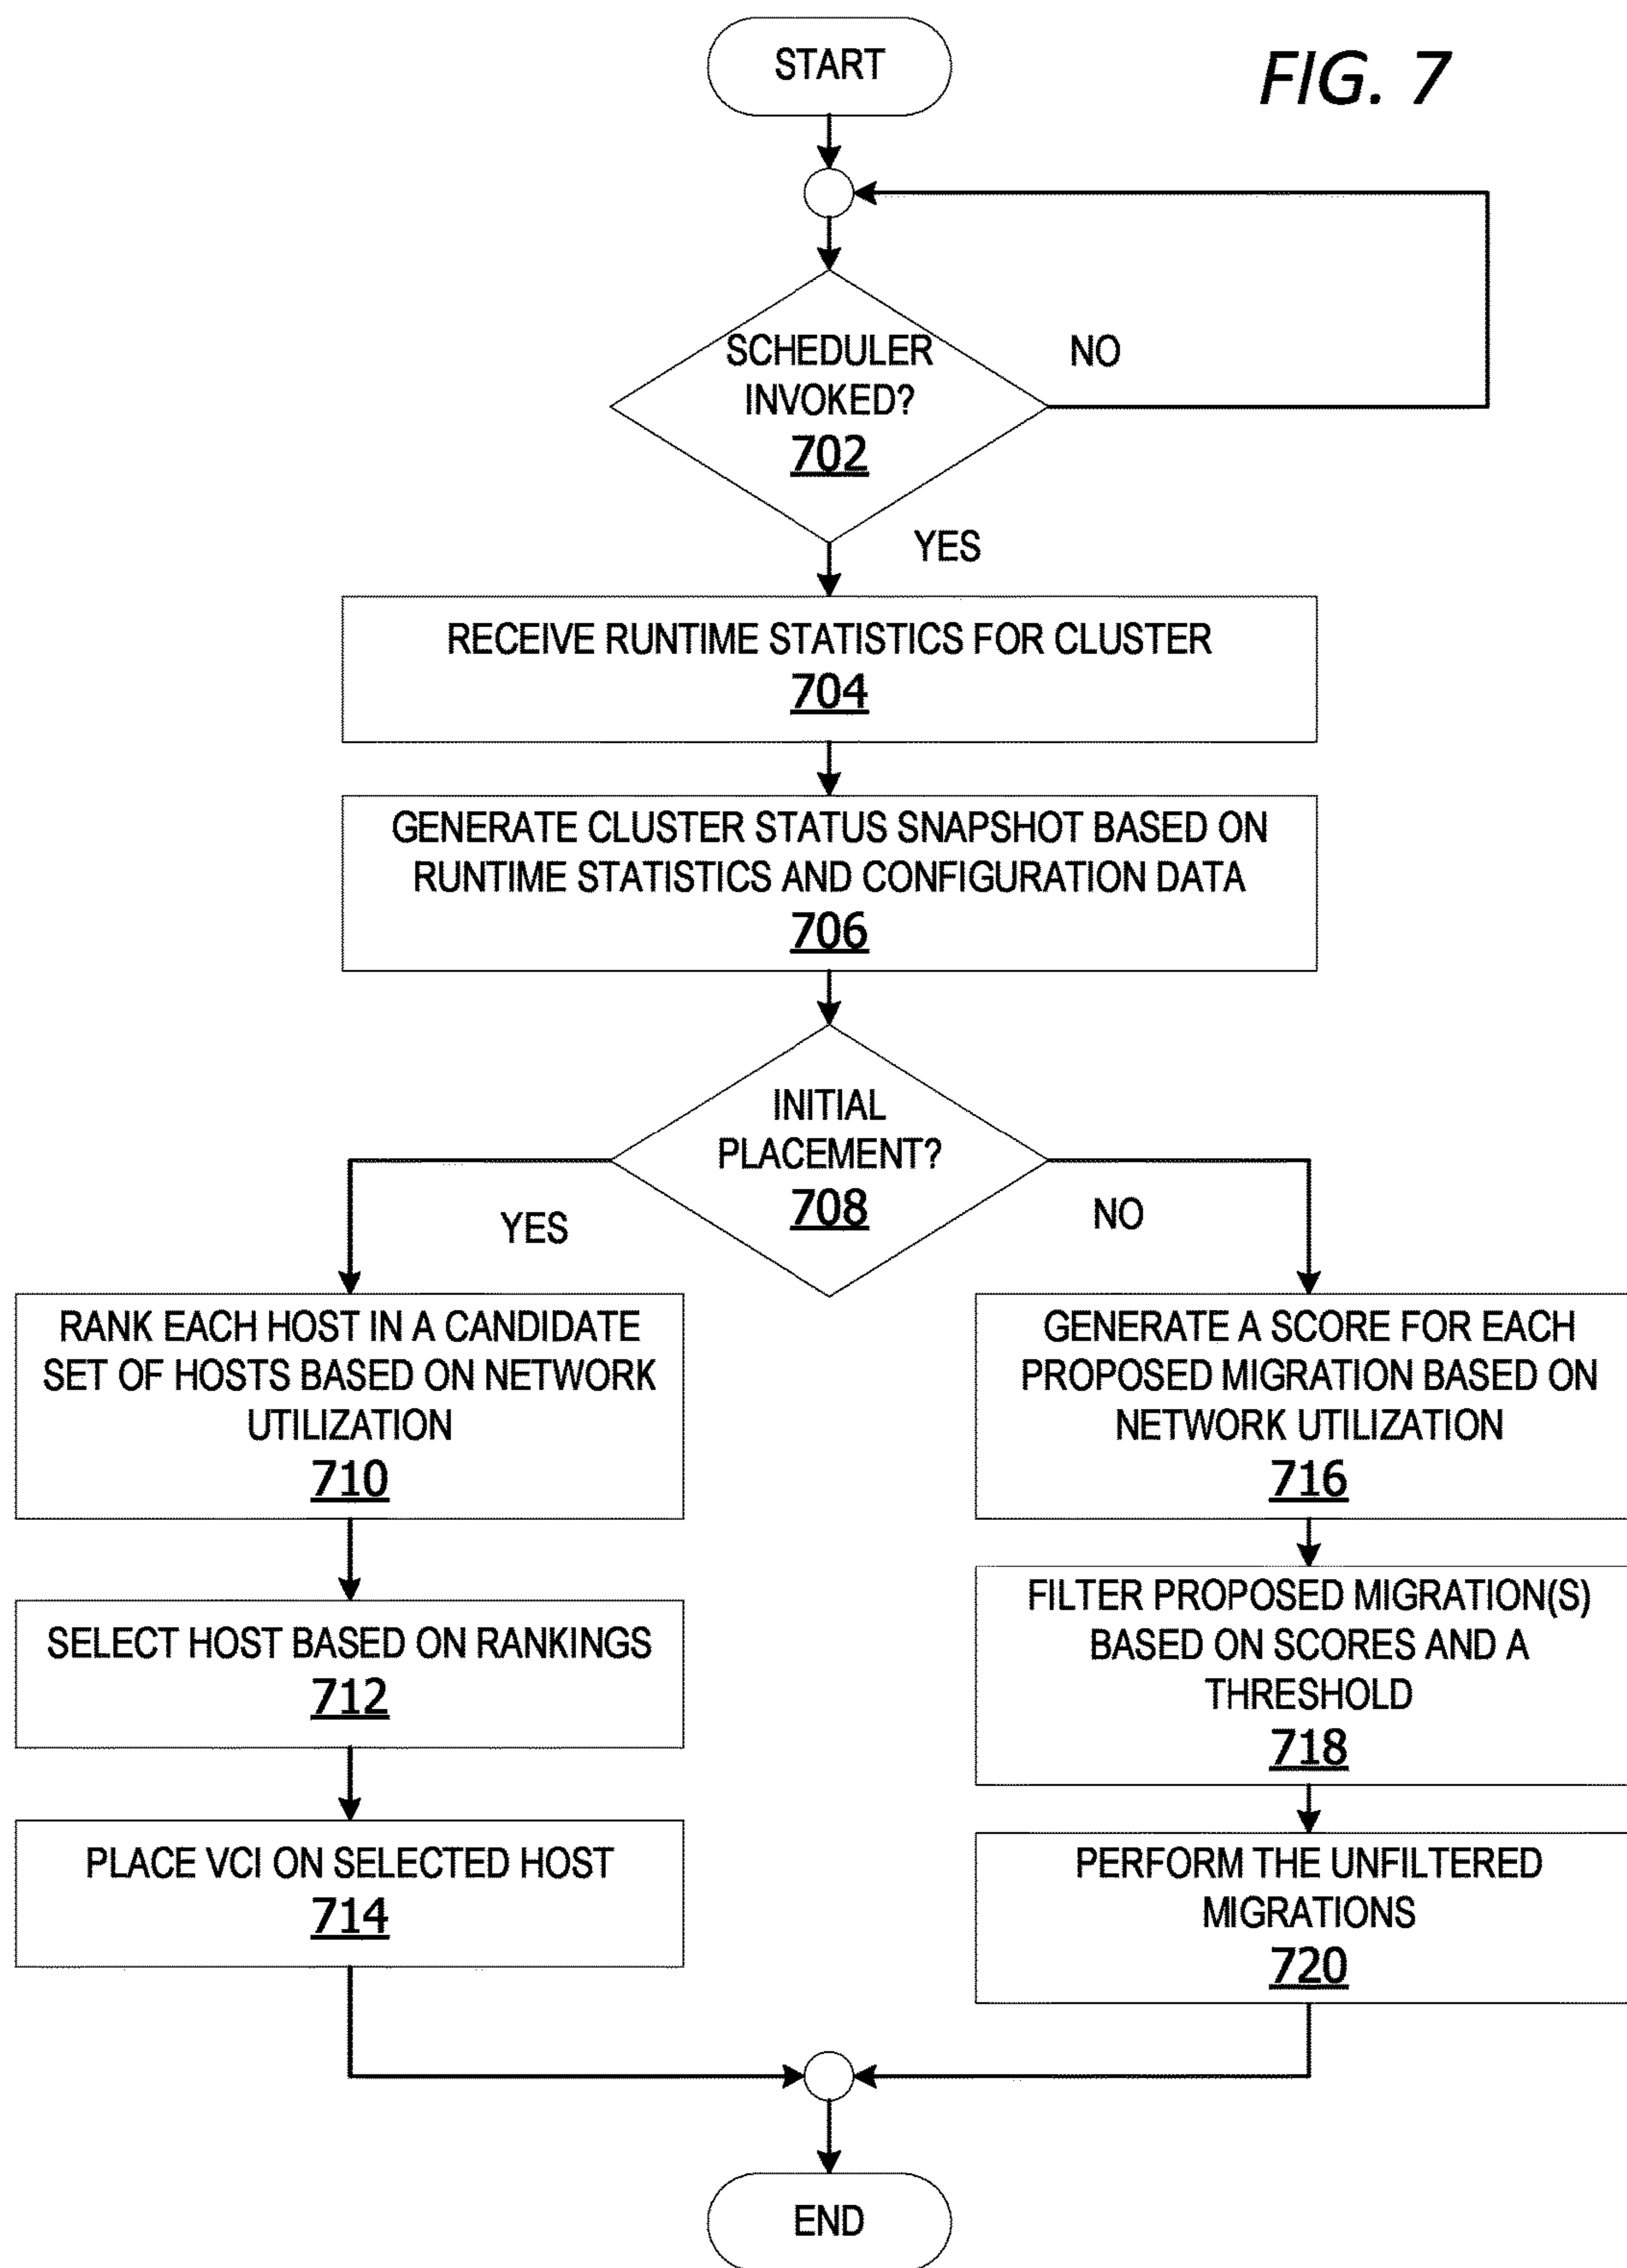 START
FIG. 7
SCHEDULER
INVOKED?
702
NO
YES
RECEIVE RUNTIME STATISTICS FOR CLUSTER
704
GENERATE CLUSTER STATUS SNAPSHOT BASED ON
RUNTIME STATISTICS AND CONFIGURATION DATA
706
INITIAL
PLACEMENT?
708
YES
NO
RANK EACH HOST IN A CANDIDATE
SET OF HOSTS BASED ON NETWORK
UTILIZATION
710
SELECT HOST BASED ON RANKINGS
712
PLACE VCI ON SELECTED HOST
714
GENERATE A SCORE FOR EACH
PROPOSED MIGRATION BASED ON
NETWORK UTILIZATION
716
FILTER PROPOSED MIGRATION(S)
BASED ON SCORES AND A
THRESHOLD
718
PERFORM THE UNFILTERED
MIGRATIONS
720
END